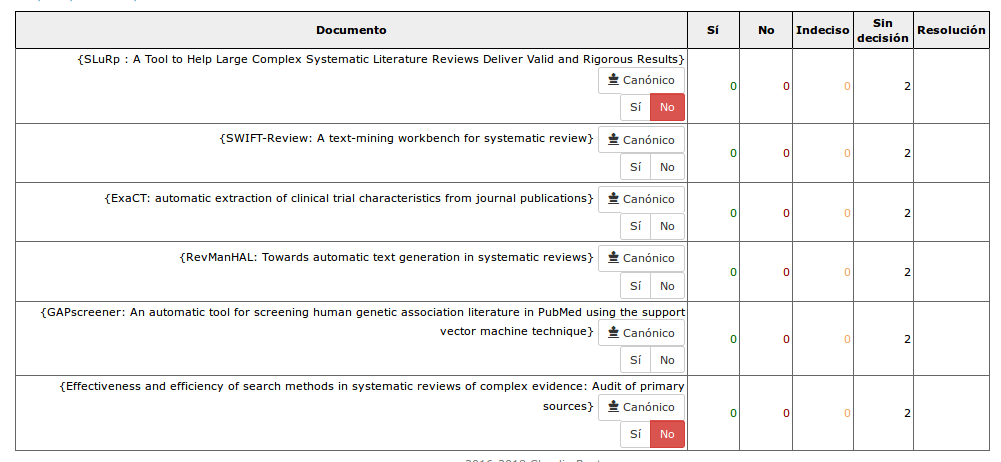 Documento Sí No Indeciso Sin decisión Resolución
{SLuRp : A Tool to Help Large Complex Systematic Literature Reviews Deliver Valid and Rigorous Results}
Canónico
Sí No
0 0 0 2
{SWIFT-Review: A text-mining workbench for systematic review} Canónico
Sí No
0 0 0 2
{ExaCT: automatic extraction of clinical trial characteristics from journal publications} Canónico
Sí No
0 0 0 2
{RevManHAL: Towards automatic text generation in systematic reviews} Canónico
Sí No
0 0 0 2
{GAPscreener: An automatic tool for screening human genetic association literature in PubMed using the support
vector machine technique} Canónico
Sí No
0 0 0 2
{Effectiveness and efficiency of search methods in systematic reviews of complex evidence: Audit of primary
sources} Canónico
Sí No
0 0 0 2